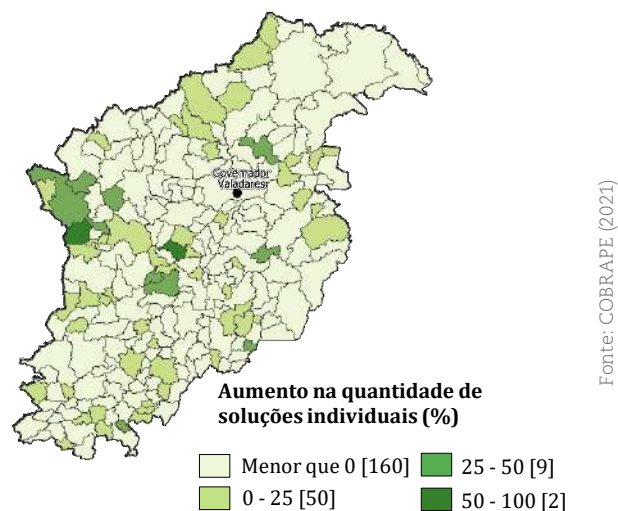 Governador
Valadares
Fonte: COBRAPE (2021)
Aumento na quantidade de
soluções individuais (%)
Menor que 0 [160]
25 - 50 [9]
0 - 25 [50]
50 - 100 [2]